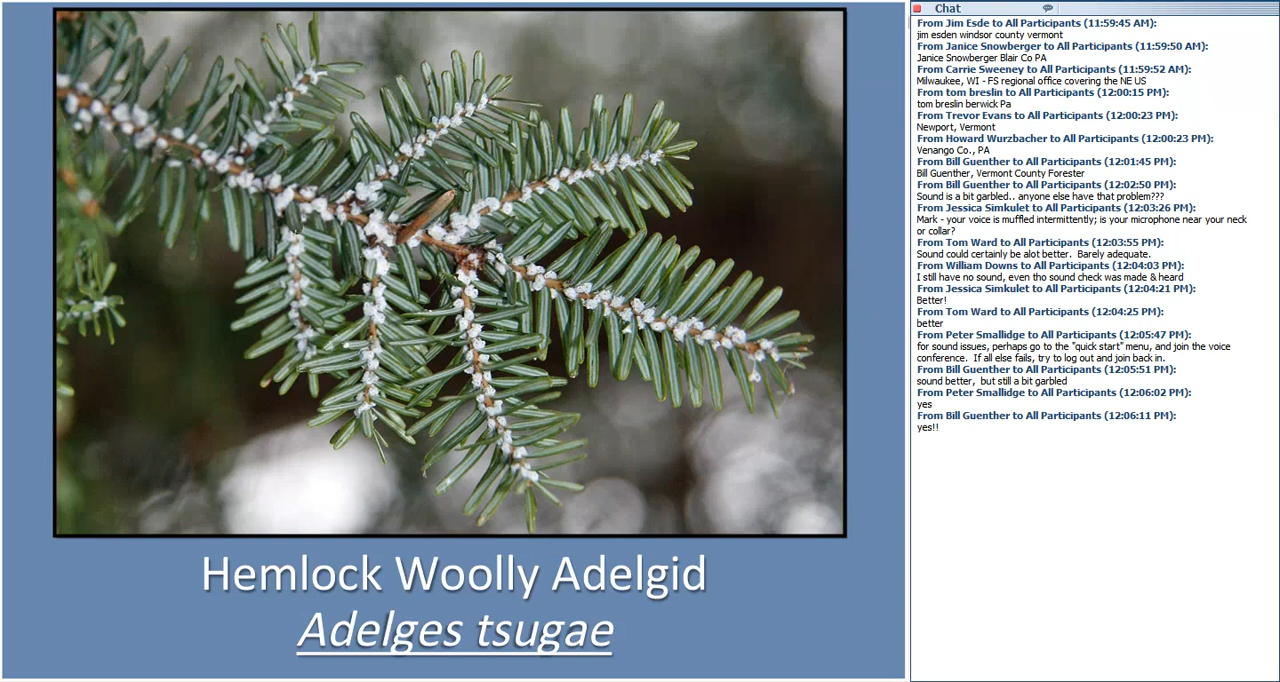 Hemlock Woolly Adelgid
Adelges tsugae
Chat
From Jim Esde to All Participants (11:59:45 AM):
jim esden windsor county vermont
From Janice Snowberger to All Participants (11:59:50 AM):
Janice Snowberger Blair Co PA
From Carrie Sweeney to All Participants (11:59:52 AM):
Milwaukee, WI - FS regional office covering the NE US
From tom breslin to All Participants (12:00:15 PM):
tom breslin berwick Pa
From Trevor Evans to All Participants (12:00:23 PM):
Newport, Vermont
From Howard Wurzbacher to All Participants (12:00:23 PM):
Venango Co., PA
From Bill Guenther to All Participants (12:01:45 PM):
Bill Guenther, Vermont County Forester
From Bill Guenther to All Participants (12:02:50 PM):
Sound is a bit garbled.. anyone else have that problem???
From Jessica Simkulet to All Participants (12:03:26 PM):
Mark - your voice is muffled intermittently; is your microphone near your neck
or collar?
From Tom Ward to All Participants (12:03:55 PM):
Sound could certainly be alot better.  Barely adequate.
From William Downs to All Participants (12:04:03 PM):
I still have no sound, even tho sound check was made & heard
From Jessica Simkulet to All Participants (12:04:21 PM):
Better!
From Tom Ward to All Participants (12:04:25 PM):
better
From Peter Smallidge to All Participants (12:05:47 PM):
for sound issues, perhaps go to the "quick start" menu, and join the voice
conference.  If all else fails, try to log out and join back in.
From Bill Guenther to All Participants (12:05:51 PM):
sound better,  but still a bit garbled
From Peter Smallidge to All Participants (12:06:02 PM):
yes
From Bill Guenther to All Participants (12:06:11 PM):
yes!!